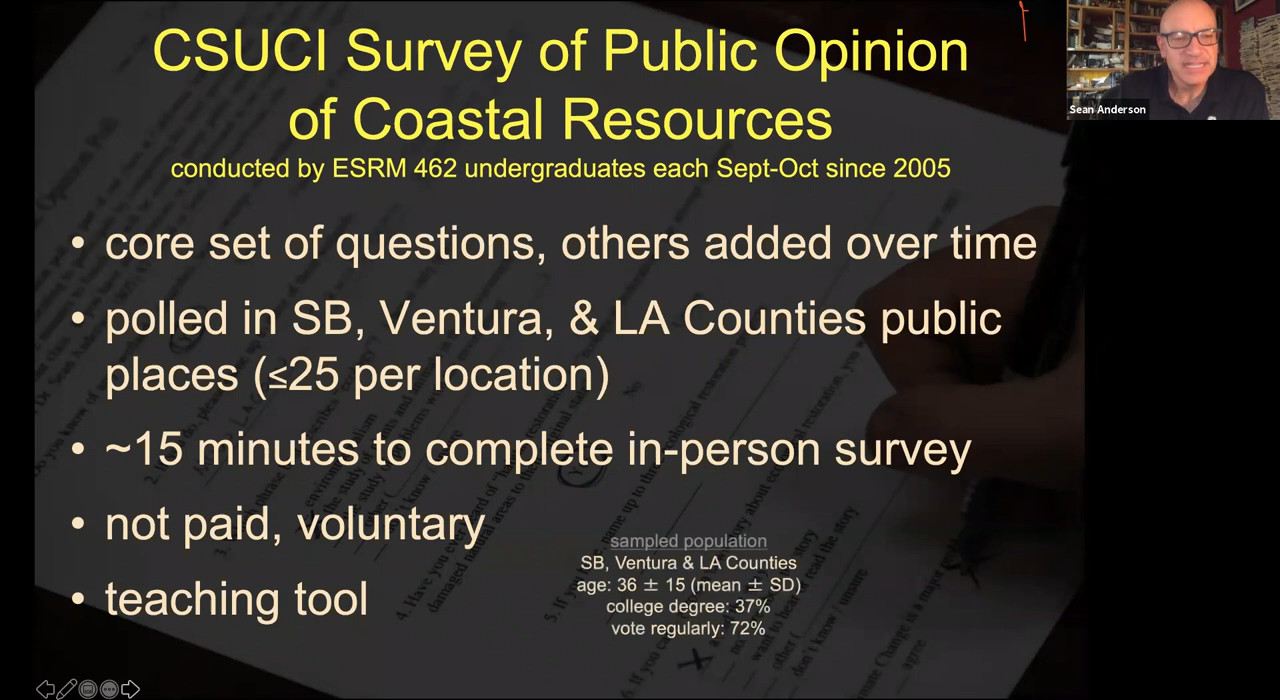 CSUCI Survey of Public Opinion
of Coastal Resources
conducted by ESRM 462 undergraduates each Sept-Oct since 2005
• core set of questions, others added over time
• polled in SB, Ventura, & LA Counties public
places (≤25 per location)
• ~15 minutes to complete in-person survey
• not paid, voluntary
• teaching tool
sampled population
SB, Ventura & LA Counties
age: 36 ± 15 (mean ± SD)
college degree: 37%
vote regularly: 72%
Sean Anderson